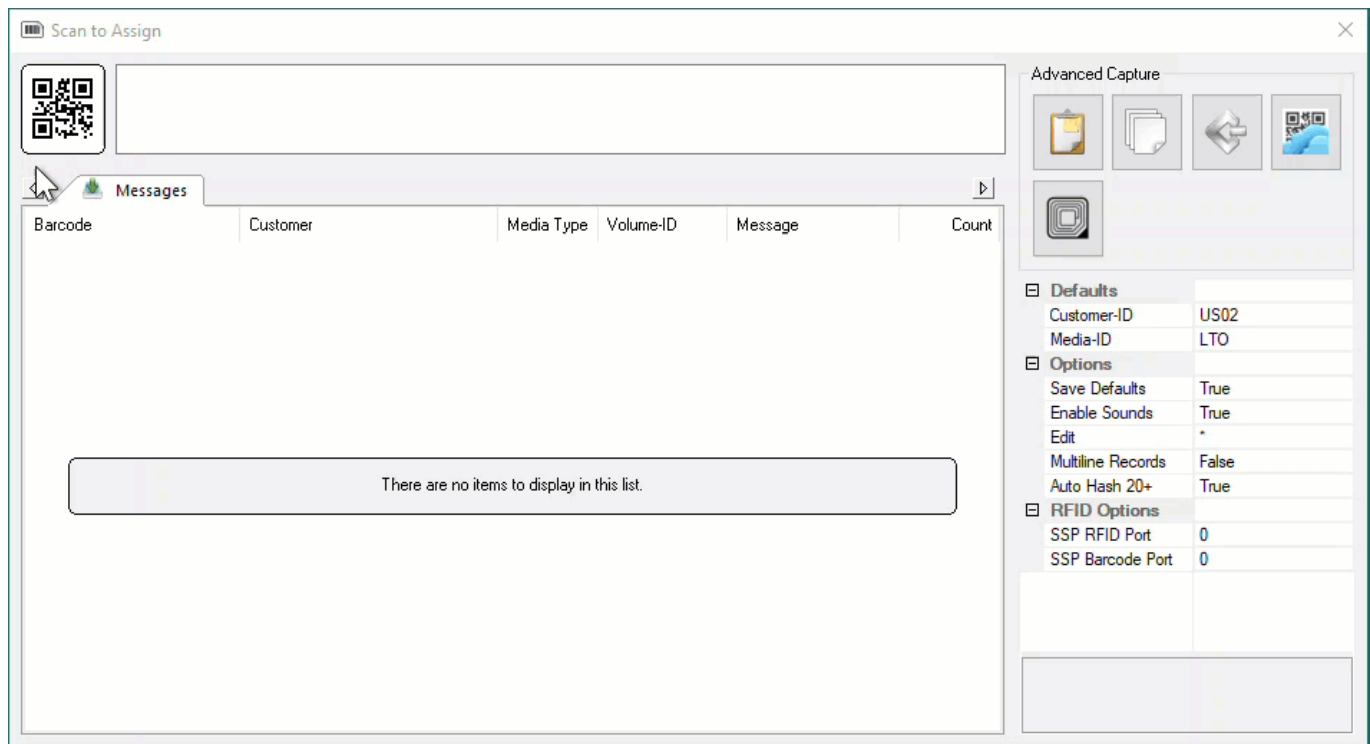 Scan to Assign
Advanced Capture
Messages
Barcode Customer Media Type Volume-ID Message Count
There are no items to display in this list.
Defaults
Customer-ID US02
Media-ID LTO
Options
Save Defaults True
Enable Sounds True
Edit *
Multiline Records False
Auto Hash 20+ True
RFID Options
SSP RFID Port 0
SSP Barcode Port 0